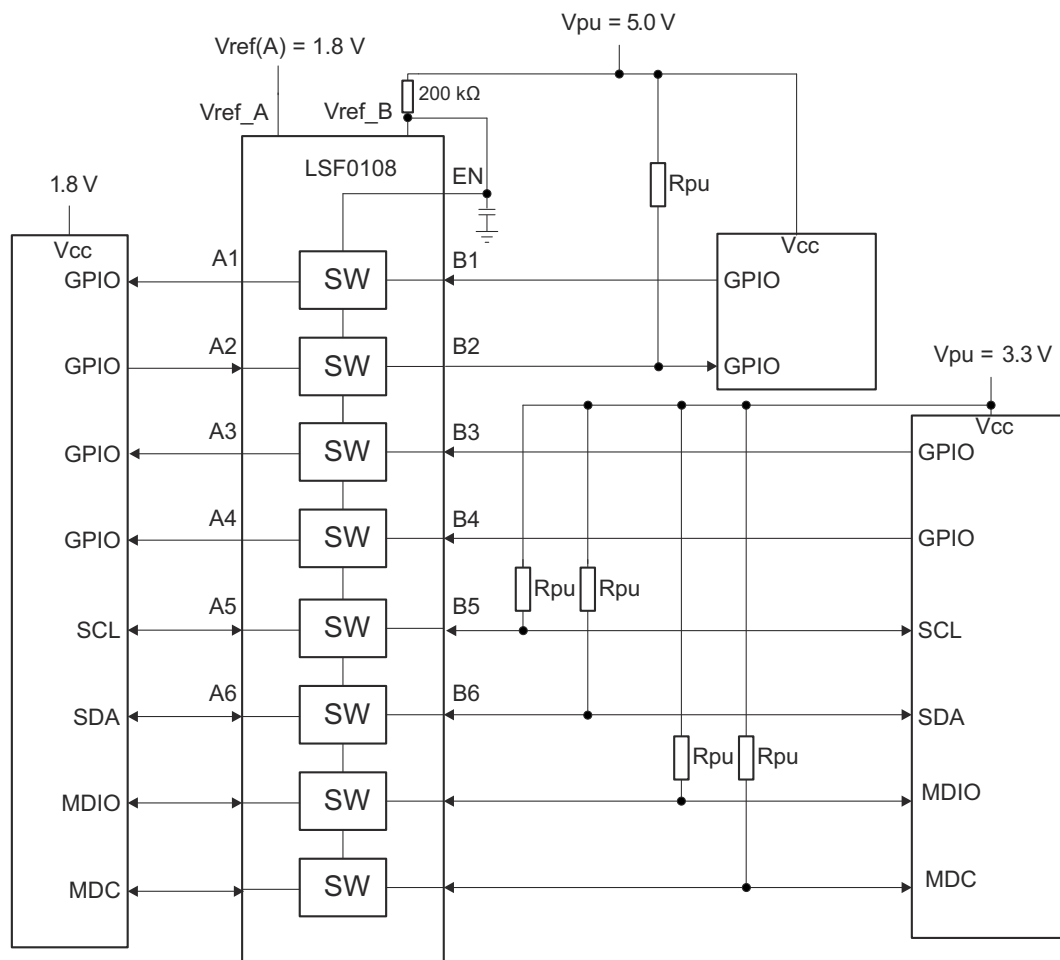 Vpu = 5.0 V
Vref(A) = 1.8 V
200 kΩ
Vref_A
Vref_B
LSF0108
EN
Rpu
1.8 V
Vcc
Vcc
GPIO
A1
SW
B1
GPIO
GPIO
A2
SW
B2
GPIO
Vpu = 3.3 V
Vcc
GPIO
A3
SW
B3
GPIO
GPIO
A4
SW
B4
GPIO
Rpu
Rpu
SCL
A5
SW
B5
SCL
SDA
A6
SW
B6
SDA
Rpu
Rpu
MDIO
SW
MDIO
MDC
SW
MDC